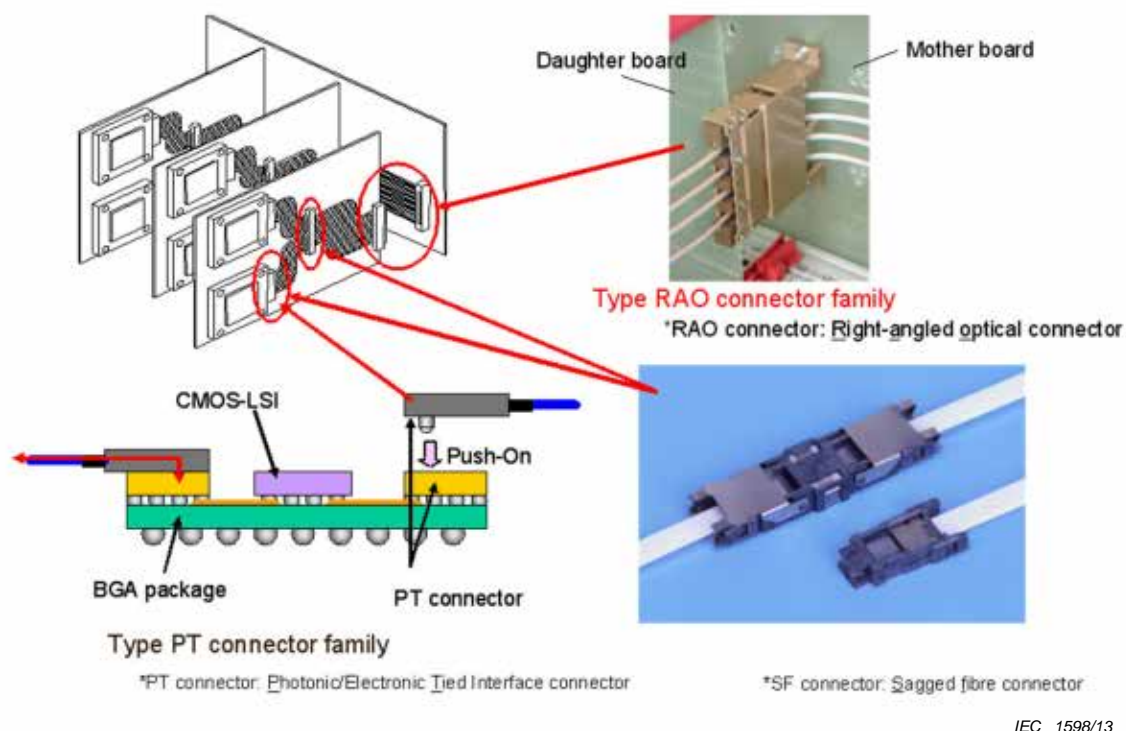 Daughter board
Mother board
Type RAO connector family
*RAO connector: Right-angled optical connector
CMOS-LSI
Push-On
BGA package
PT connector
Type PT connector family
*PT connector: Photonic/Electronic Tied Interface connector
*SF connector: Sagged fibre connector
IEC 1598/13